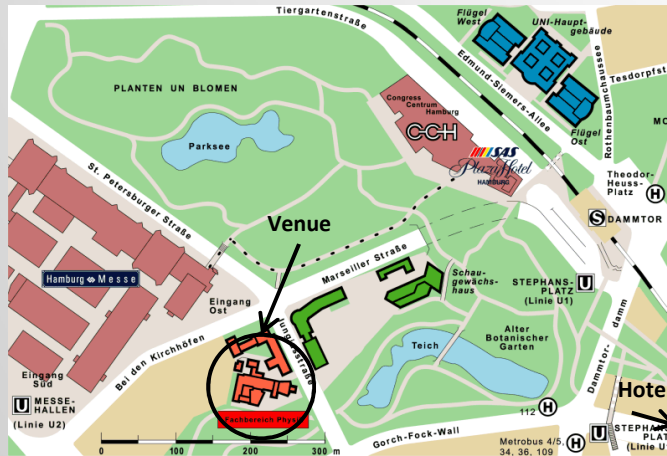 Tiergartenstraße
Flügel
West
UNI-Haupt-
gebäude
Tesdorpfst
PLANTEN UN BLOMEN
Congress
Centrum
Hamburg
CCH
Edmund-Siemers-Allee
Rothenbaumchaussee
Flügel
Ost
MO
Parksee
SAS
Plaza Hotel
HAMBURG
Theodor-
Heuss-
Platz
H
St. Petersburger Straße
S DAMMTOR
Venue
Marseiller Straße
Hamburg Messe
Schau-
gewächs-
haus
STEPHANS-
PLATZ
(Linie U1)
U
Eingang
Ost
Jungiusstraße
Bei den Kirchhöfen
Teich
Alter
Botanischer
Garten
Dammtor-
damm
Eingang
Süd
U MESSE-
HALLEN
(Linie U2)
Hote
Fachbereich Phys
112 H
U STEPHANS
PLAT
(Linie U
Gorch-Fock-Wall
Metrobus 4/5,
34, 36, 109
H
0 100 200 300 m